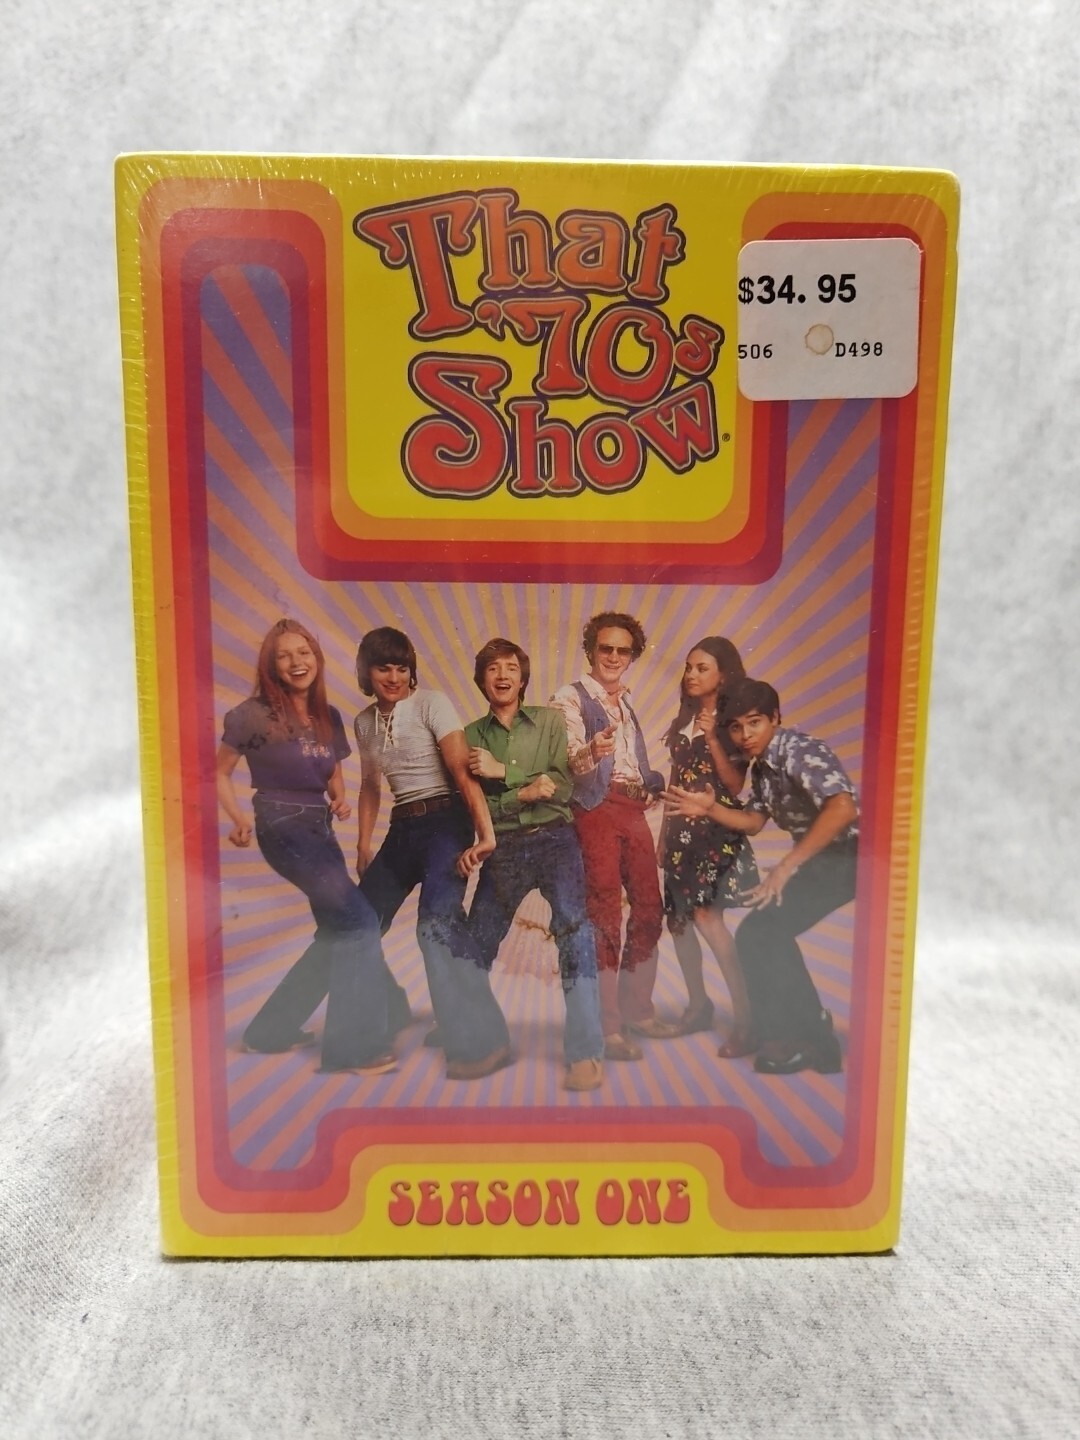 That
'70s
Show®
$34.95
506 D498
SEASON ONE